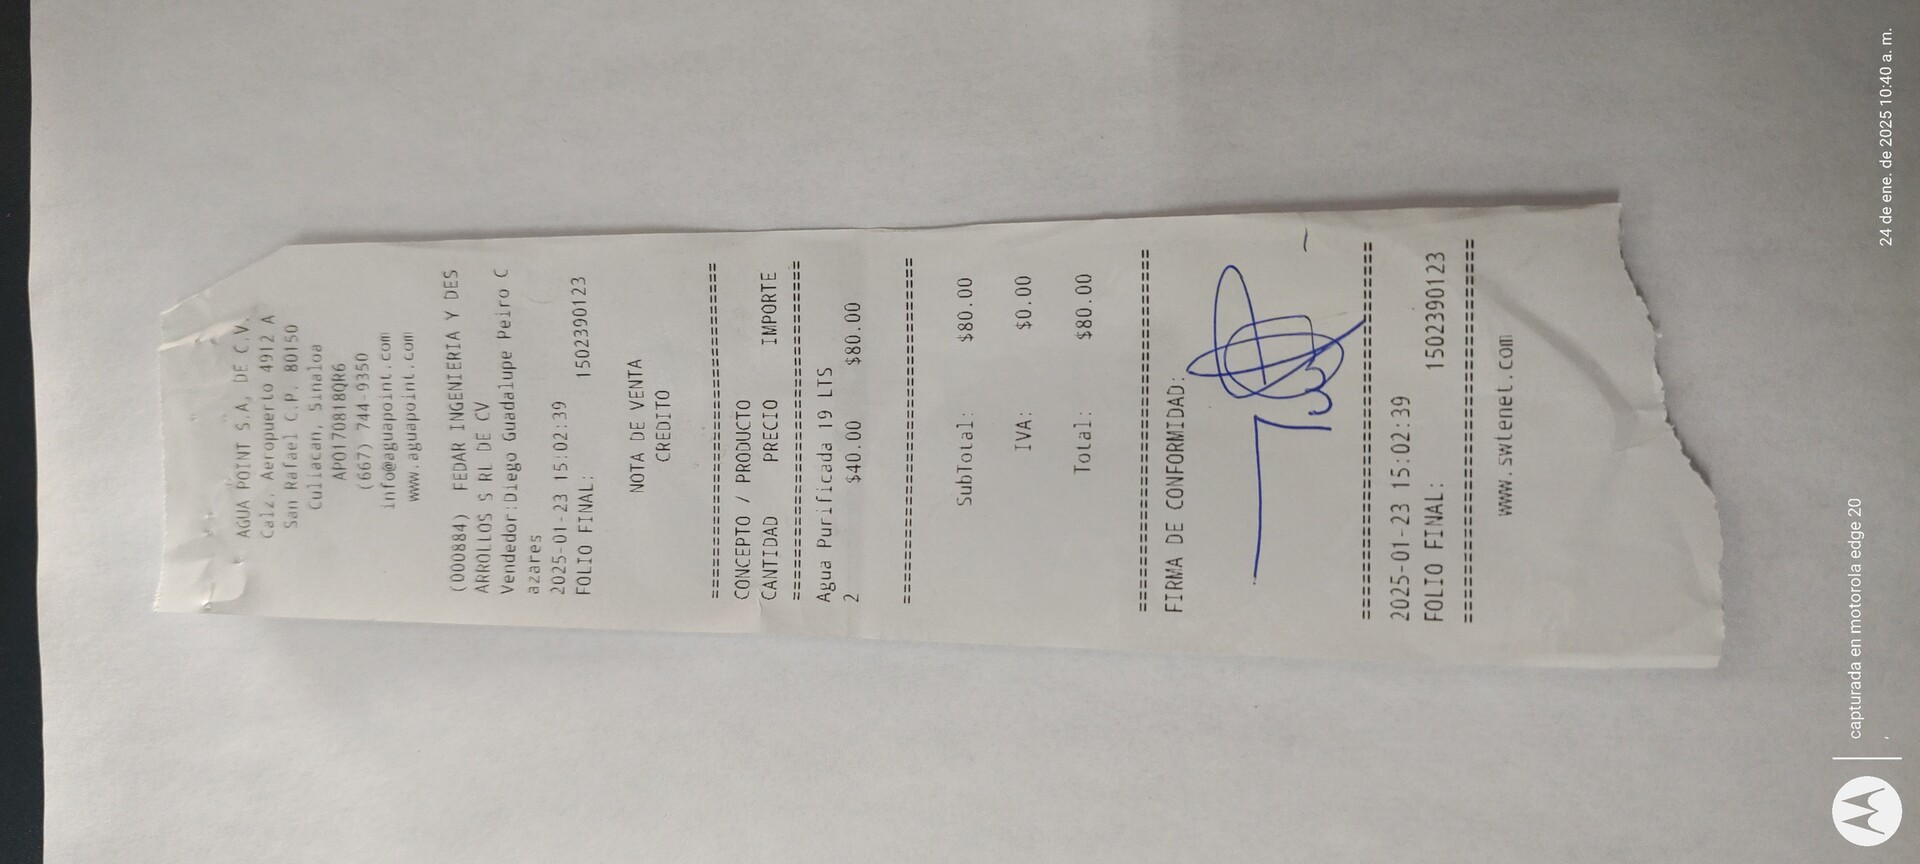 AGUA POINT S.A, DE C.V.
Calz. Aeropuerto 4912 A
San Rafael C.P. 80150
Culiacan, Sinaloa
APO170818QR6
(667) 744-9350
info@aguapoint.com
www.aguapoint.com
(000884) FEDAR INGENIERIA Y DES
ARROLLOS S RL DE CV
Vendedor:Diego Guadalupe Peiro C
azares
2025-01-23 15:02:39
FOLIO FINAL: 1502390123
NOTA DE VENTA
CREDITO
================================
CONCEPTO / PRODUCTO
CANTIDAD PRECIO IMPORTE
================================
Agua Purificada 19 LTS
2 $40.00 $80.00
================================
SubTotal: $80.00
IVA: $0.00
Total: $80.00
================================
FIRMA DE CONFORMIDAD:
================================
2025-01-23 15:02:39
FOLIO FINAL: 1502390123
================================
www.swtenet.com
capturada en motorola edge 20
24 de ene. de 2025 10:40 a. m.